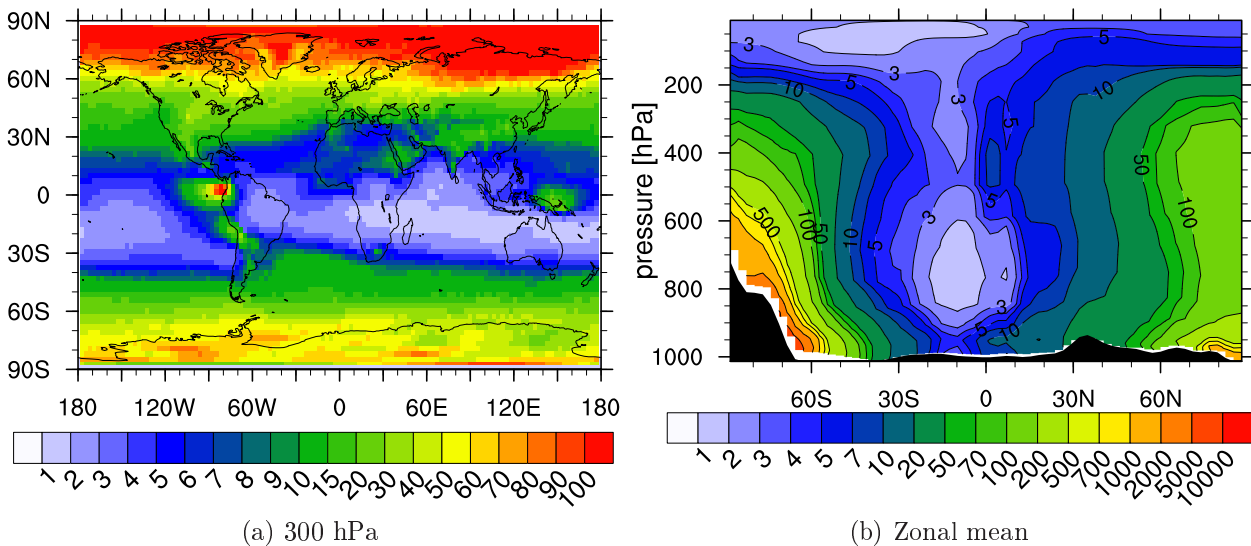 90N
60N
30N
0
30S
60S
90S
180 120W 60W 0 60E 120E 180
1 2 3 4 5 6 7 8 9 10 15 20 30 40 50 60 70 80 90 100
(a) 300 hPa
pressure [hPa]
200
400
600
800
1000
3 5 3 5 10 10 3 5 50 5 3 500 100 50 10 5 100 3 5 10
60S 30S 0 30N 60N
1 2 3 4 5 7 10 20 50 70 100 200 500 700 1000 2000 5000 10000
(b) Zonal mean